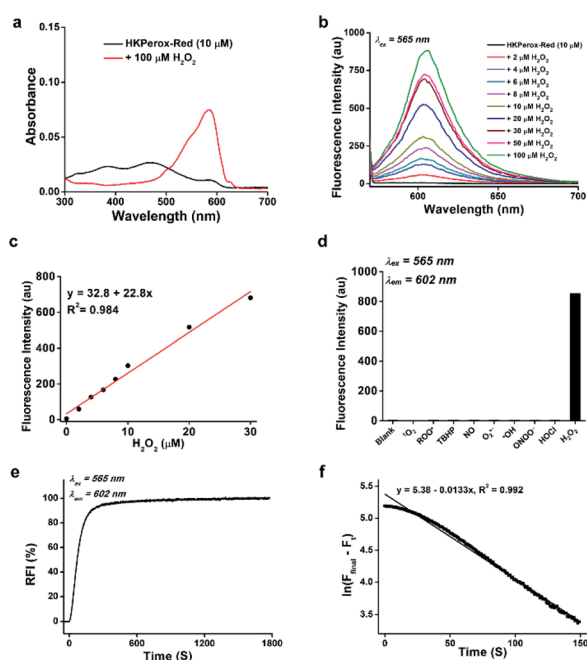 a
0.15
0.10
0.05
0.00
Absorbance
HKPerox-Red (10 μM)
+ 100 μM H₂O₂
300 400 500 600 700
Wavelength (nm)
b
1000
750
500
250
0
Fluorescence Intensity (au)
λex = 565 nm
HKPerox-Red (10 μM)
+ 2 μM H₂O₂
+ 4 μM H₂O₂
+ 6 μM H₂O₂
+ 8 μM H₂O₂
+ 10 μM H₂O₂
+ 20 μM H₂O₂
+ 30 μM H₂O₂
+ 50 μM H₂O₂
+ 100 μM H₂O₂
600 700
Wavelength (nm)
c
800
600
400
200
0
Fluorescence Intensity (au)
y = 32.8 + 22.8x
R²= 0.984
0 10 20 30
H₂O₂ (μM)
d
1000
800
600
400
200
0
Fluorescence Intensity (au)
λex = 565 nm
λem = 602 nm
Blank ¹O₂ ROO• TBHP NO O₂•⁻ •OH ONOO⁻ HOCl H₂O₂
e
λex = 565 nm
λem = 602 nm
120
100
80
60
40
20
0
RFI (%)
0 600 1200 1800
Time (S)
f
5.5
5.0
4.5
4.0
3.5
3.0
ln(Ffinal - Ft)
y = 5.38 - 0.0133x, R² = 0.992
0 50 100 150
Time (S)